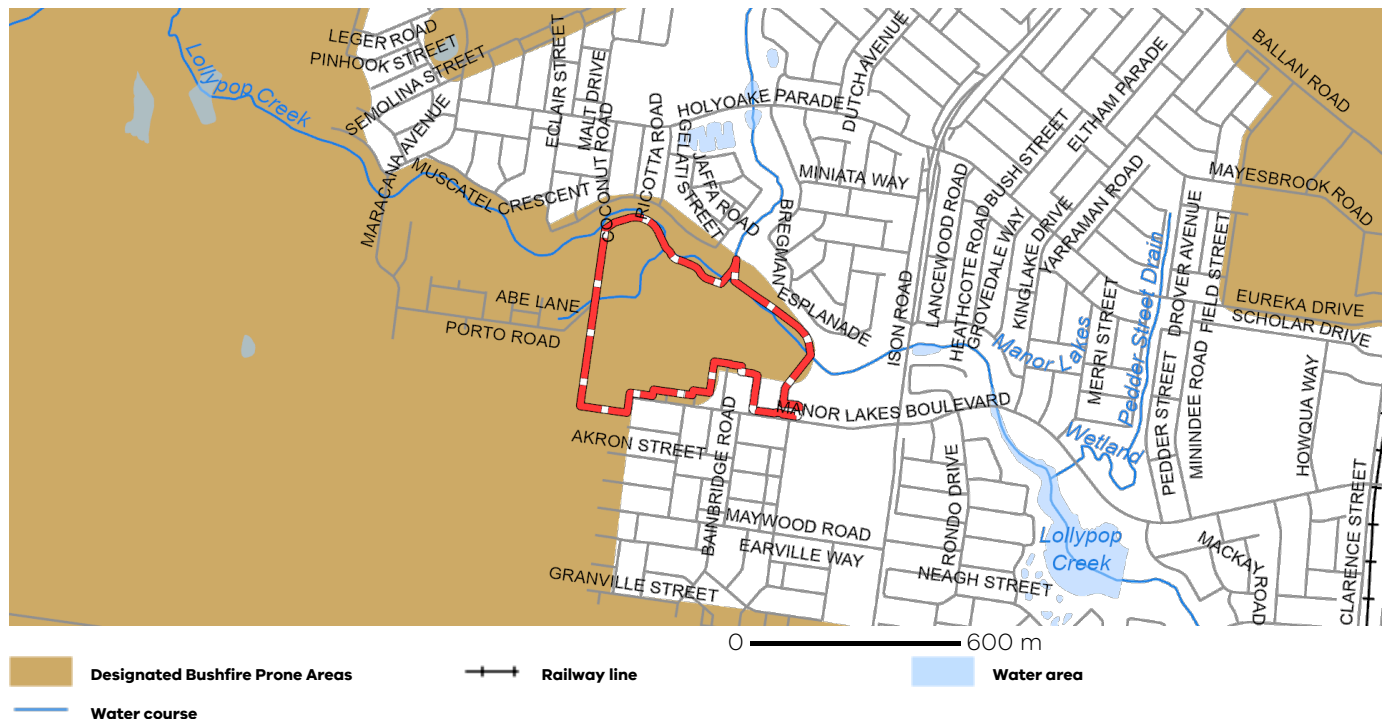 LEGER ROAD
PINHOOK STREET
SEMOLINA STREET
Lollypop Creek
MARACANA AVENUE
MUSCATEL CRESCENT
ECLAIR STREET
MALT DRIVE
COCONUT ROAD
RICOTTA ROAD
EGELATI STREET
JAFFA ROAD
HOLYOAKE PARADE
DUTCH AVENUE
MINIATA WAY
BREGMAN
ESPLANADE
ISON ROAD
LANCEWOOD ROAD
HEATHCOTE ROAD
GROVEDALE WAY
BUSH STREET
KINGLAKE DRIVE
ELTHAM PARADE
YARRAMAN ROAD
BALLAN ROAD
MAYESBROOK ROAD
EUREKA DRIVE
SCHOLAR DRIVE
Manor Lakes
MERRI STREET
Pedder Street Drain
DROVER AVENUE
FIELD STREET
PEDDER STREET
MININDEE ROAD
HOWQUA WAY
Wetland
ABE LANE
PORTO ROAD
MANOR LAKES BOULEVARD
AKRON STREET
BAINBRIDGE ROAD
MAYWOOD ROAD
EARVILLE WAY
GRANVILLE STREET
RONDO DRIVE
NEAGH STREET
Lollypop
Creek
MACKAY ROAD
CLARENCE STREET
0 600 m
Designated Bushfire Prone Areas
Railway line
Water area
Water course